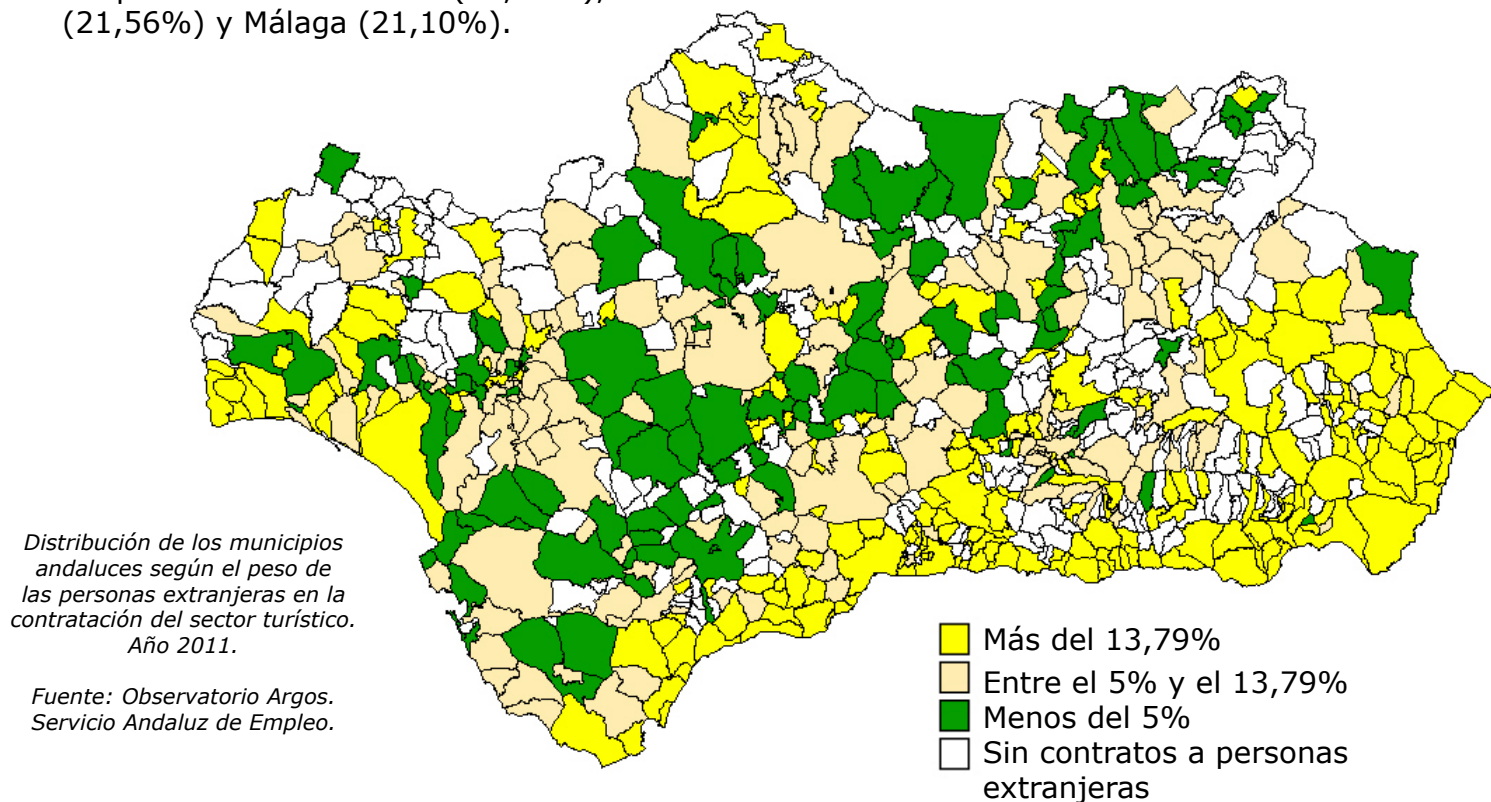 (21,56%) y Málaga (21,10%).
Distribución de los municipios
andaluces según el peso de
las personas extranjeras en la
contratación del sector turístico.
Año 2011.
Fuente: Observatorio Argos.
Servicio Andaluz de Empleo.
Más del 13,79%
Entre el 5% y el 13,79%
Menos del 5%
Sin contratos a personas
extranjeras